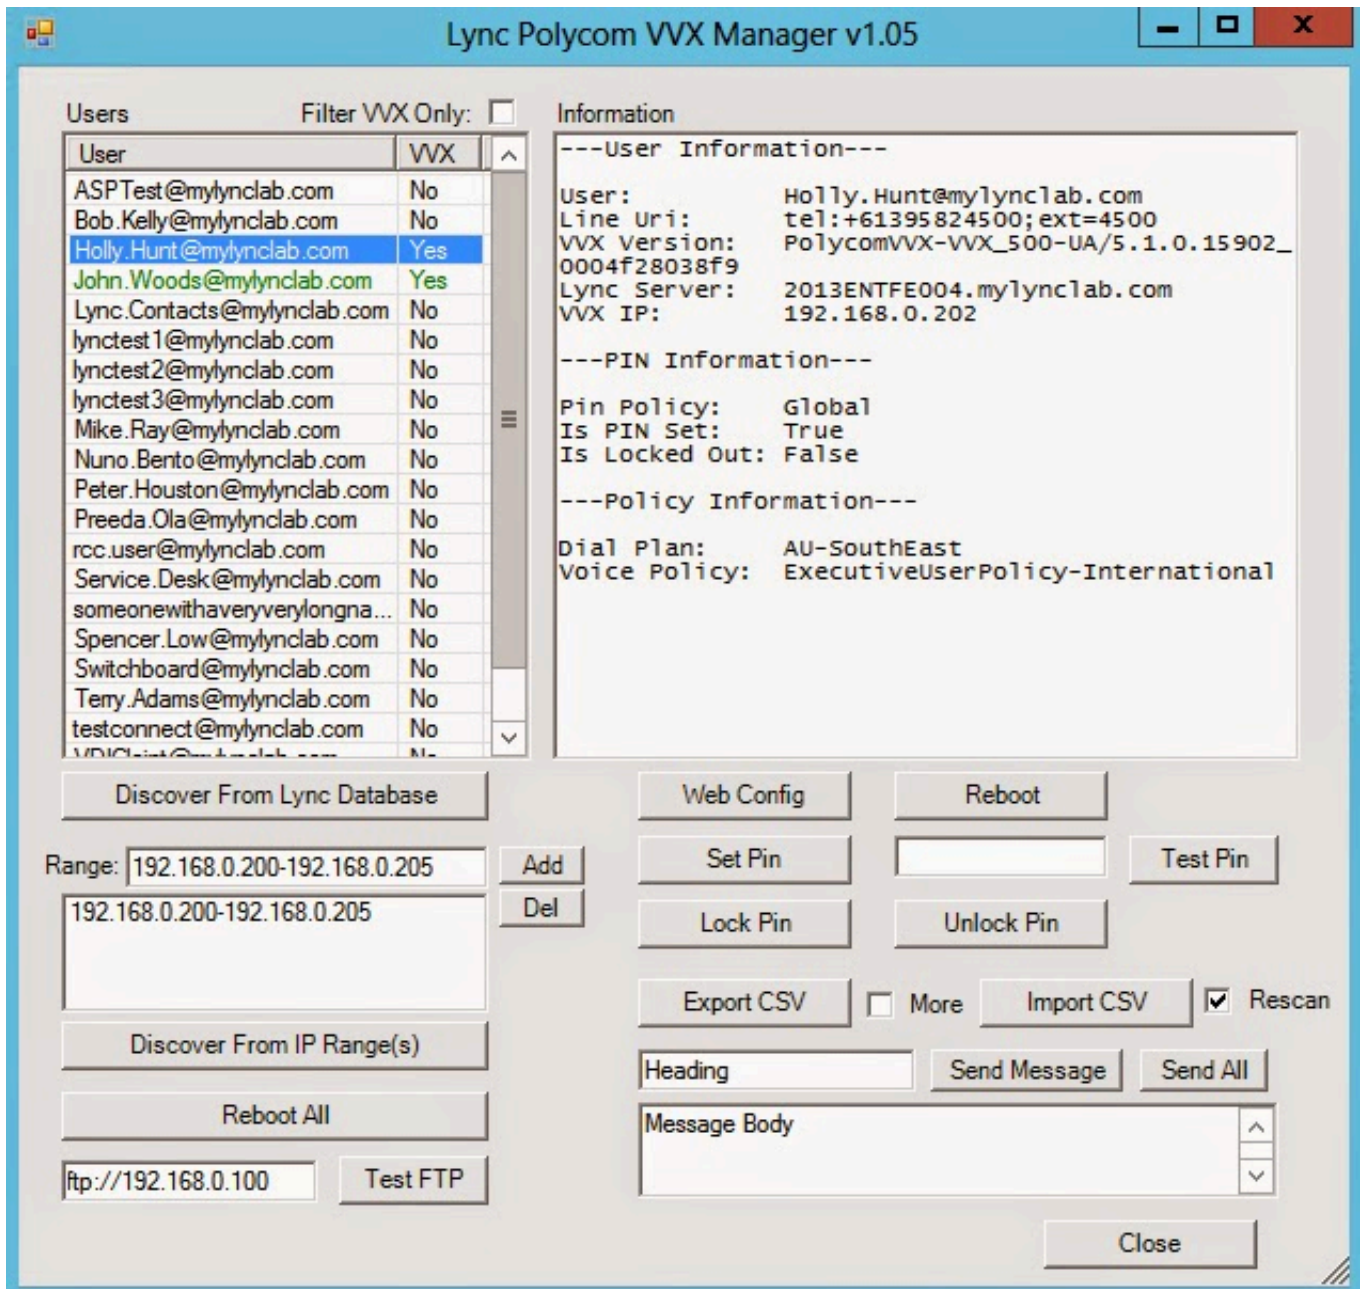 Lync Polycom VVX Manager v1.05
Users Filter VVX Only:
User VVX
ASPTest@mylynclab.com No
Bob.Kelly@mylynclab.com No
Holly.Hunt@mylynclab.com Yes
John.Woods@mylynclab.com Yes
Lync.Contacts@mylynclab.com No
lynctest1@mylynclab.com No
lynctest2@mylynclab.com No
lynctest3@mylynclab.com No
Mike.Ray@mylynclab.com No
Nuno.Bento@mylynclab.com No
Peter.Houston@mylynclab.com No
Preeda.Ola@mylynclab.com No
rcc.user@mylynclab.com No
Service.Desk@mylynclab.com No
someonewithaveryverylongna... No
Spencer.Low@mylynclab.com No
Switchboard@mylynclab.com No
Terry.Adams@mylynclab.com No
testconnect@mylynclab.com No
Information
---User Information---
User: Holly.Hunt@mylynclab.com
Line Uri: tel:+61395824500;ext=4500
VVX Version: PolycomVVX-VVX_500-UA/5.1.0.15902_
0004f28038f9
Lync Server: 2013ENTFE004.mylynclab.com
VVX IP: 192.168.0.202
---PIN Information---
Pin Policy: Global
Is PIN Set: True
Is Locked Out: False
---Policy Information---
Dial Plan: AU-SouthEast
Voice Policy: ExecutiveUserPolicy-International
Discover From Lync Database
Range: 192.168.0.200-192.168.0.205 Add
192.168.0.200-192.168.0.205 Del
Discover From IP Range(s)
Reboot All
ftp://192.168.0.100 Test FTP
Web Config Reboot
Set Pin Test Pin
Lock Pin Unlock Pin
Export CSV More Import CSV Rescan
Heading Send Message Send All
Message Body
Close